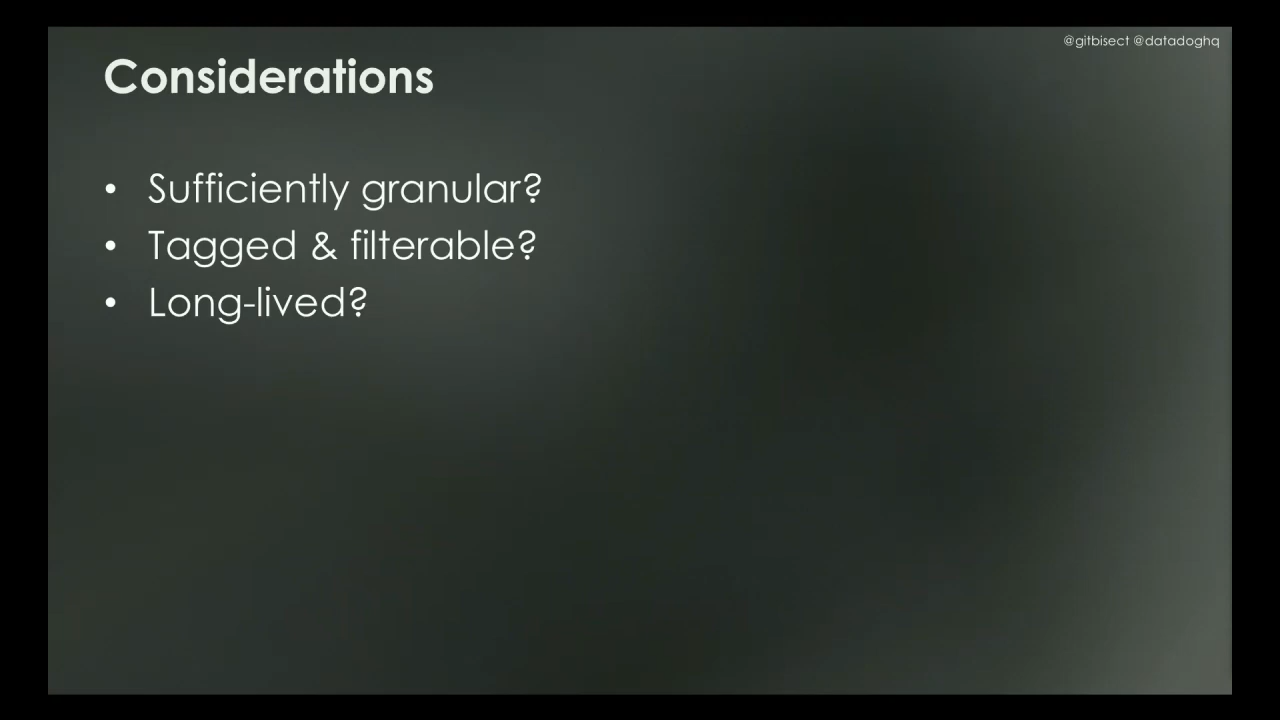 @gitbisect @datadoghq
Considerations
• Sufficiently granular?
• Tagged & filterable?
• Long-lived?